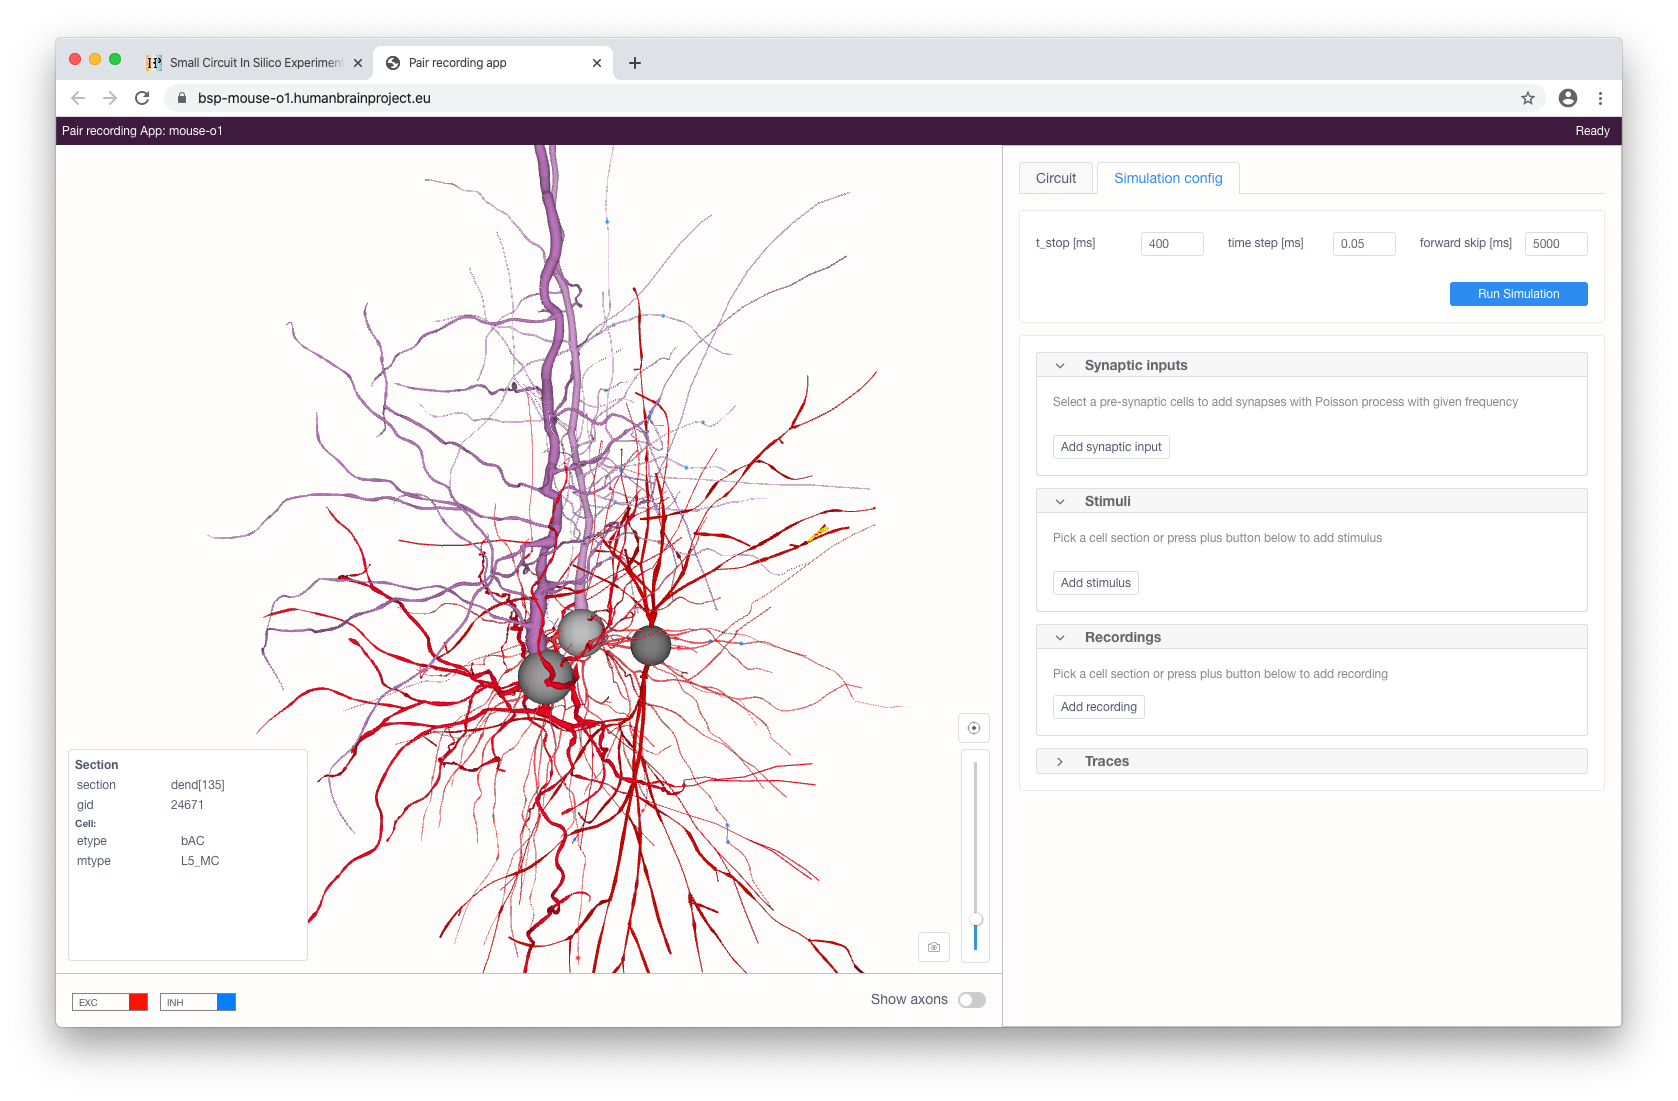 Small Circuit In Silico Experiment
Pair recording app
bsp-mouse-o1.humanbrainproject.eu
Pair recording App: mouse-o1
Ready
Circuit
Simulation config
t_stop [ms]
400
time step [ms]
0.05
forward skip [ms]
5000
Run Simulation
Synaptic inputs
Select a pre-synaptic cells to add synapses with Poisson process with given frequency
Add synaptic input
Stimuli
Pick a cell section or press plus button below to add stimulus
Add stimulus
Recordings
Pick a cell section or press plus button below to add recording
Add recording
Traces
Section
section dend[135]
gid 24671
Cell:
etype bAC
mtype L5_MC
EXC
INH
Show axons